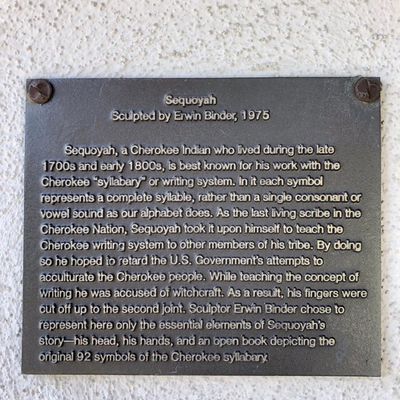 Sequoyah
Sculpted by Erwin Binder, 1975
Sequoyah, a Cherokee Indian who lived during the late
1700s and early 1800s, is best known for his work with the
Cherokee "syllabary" or writing system. In it each symbol
represents a complete syllable, rather than a single consonant or
vowel sound as our alphabet does. As the last living scribe in the
Cherokee Nation, Sequoyah took it upon himself to teach the
Cherokee writing system to other members of his tribe. By doing
so he hoped to retard the U.S. Government's attempts to
acculturate the Cherokee people. While teaching the concept of
writing he was accused of witchcraft. As a result, his fingers were
cut off up to the second joint. Sculptor Erwin Binder chose to
represent here only the essential elements of Sequoyah's
story—his head, his hands, and an open book depicting the
original 92 symbols of the Cherokee syllabary.